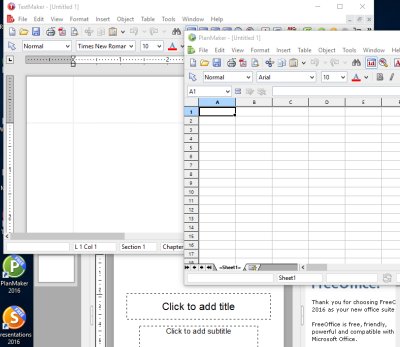 TextMaker - [Untitled 1]
File Edit View Format Insert Table Object Tools Window
Normal Times New Roman 10
L 1 Col 1 Section 1 Chapter
PlanMaker - [Untitled 1]
File Edit View Format Insert Table Object Tools Window Help
Normal Arial 10
A1
A B C D E
1
2
3
4
5
6
7
8
9
10
11
12
13
14
15
16
17
18
=Sheet1=
Sheet1
PlanMaker
2016
Presentations
2016
Click to add title
Click to add subtitle
FreeOffice.
Thank you for choosing FreeO
2016 as your new office suite
FreeOffice is free, friendly,
powerful and compatible with
Microsoft Office.